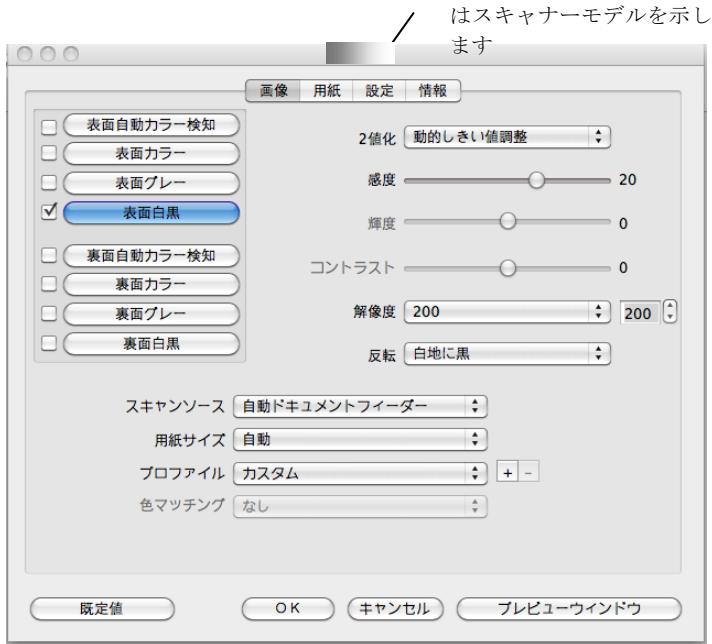 はスキャナーモデルを示し
ます
画像 用紙 設定 情報
表面自動カラー検知
表面カラー
表面グレー
表面白黒
裏面自動カラー検知
裏面カラー
裏面グレー
裏面白黒
2値化 動的しきい値調整
感度 20
輝度 0
コントラスト 0
解像度 200 200
反転 白地に黒
スキャンソース 自動ドキュメントフィーダー
用紙サイズ 自動
プロファイル カスタム + -
色マッチング なし
既定値 OK キャンセル プレビューウィンドウ